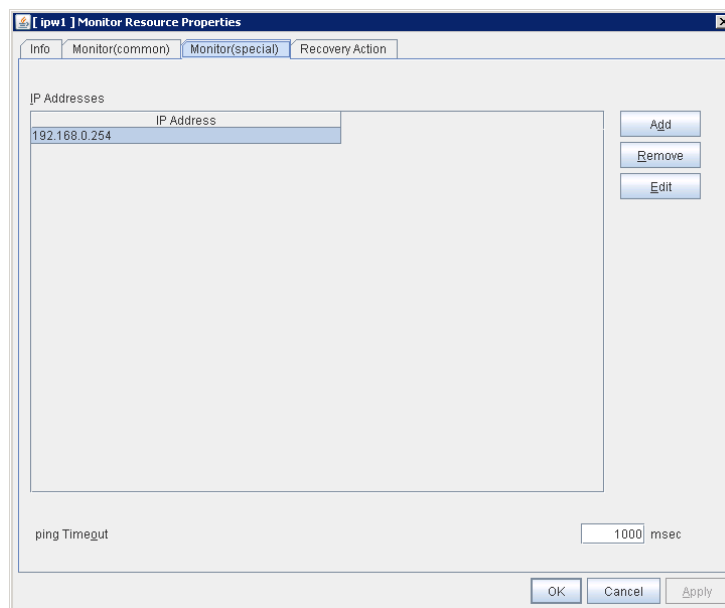 [ ipw1 ] Monitor Resource Properties
Info Monitor(common) Monitor(special) Recovery Action
IP Addresses
IP Address
192.168.0.254
Add
Remove
Edit
ping Timeout 1000 msec
OK Cancel Apply